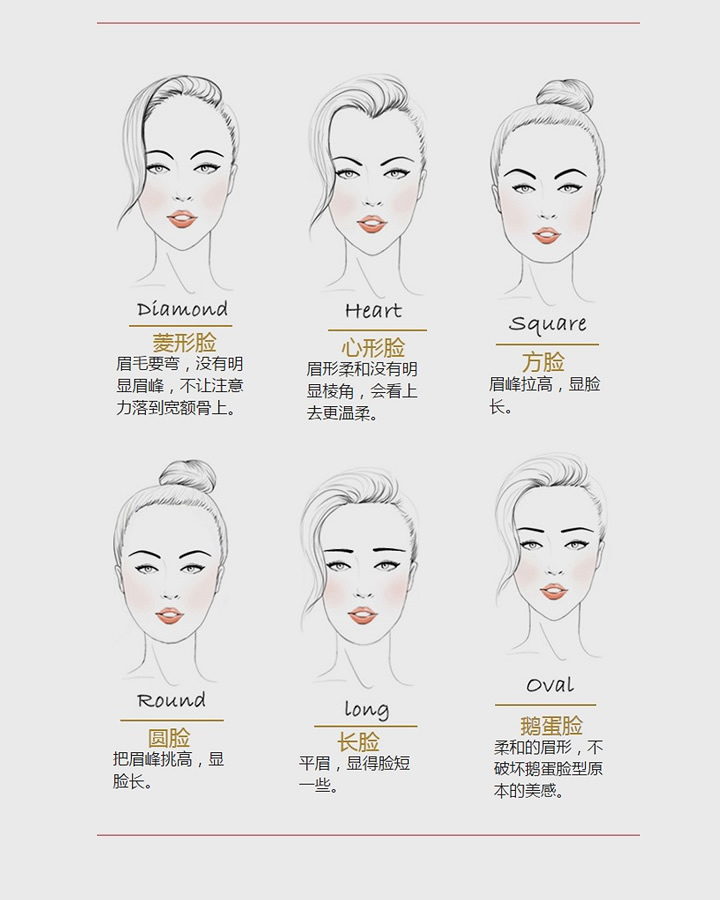 Diamond
菱形脸
眉毛要弯，没有明
显眉峰，不让注意
力落到宽额骨上。
Heart
心形脸
眉形柔和没有明
显棱角，会看上
去更温柔。
Square
方脸
眉峰拉高，显脸
长。
Round
圆脸
把眉峰挑高，显
脸长。
long
长脸
平眉，显得脸短
一些。
Oval
鹅蛋脸
柔和的眉形，不
破坏鹅蛋脸型原
本的美感。